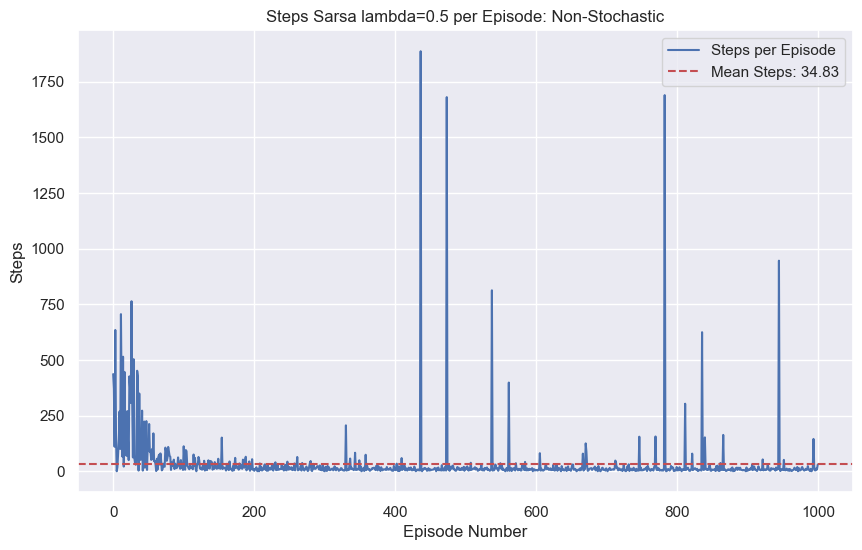 Steps Sarsa lambda=0.5 per Episode: Non-Stochastic
Steps per Episode
Mean Steps: 34.83
1750
1500
1250
1000
750
500
250
0
Steps
0 200 400 600 800 1000
Episode Number